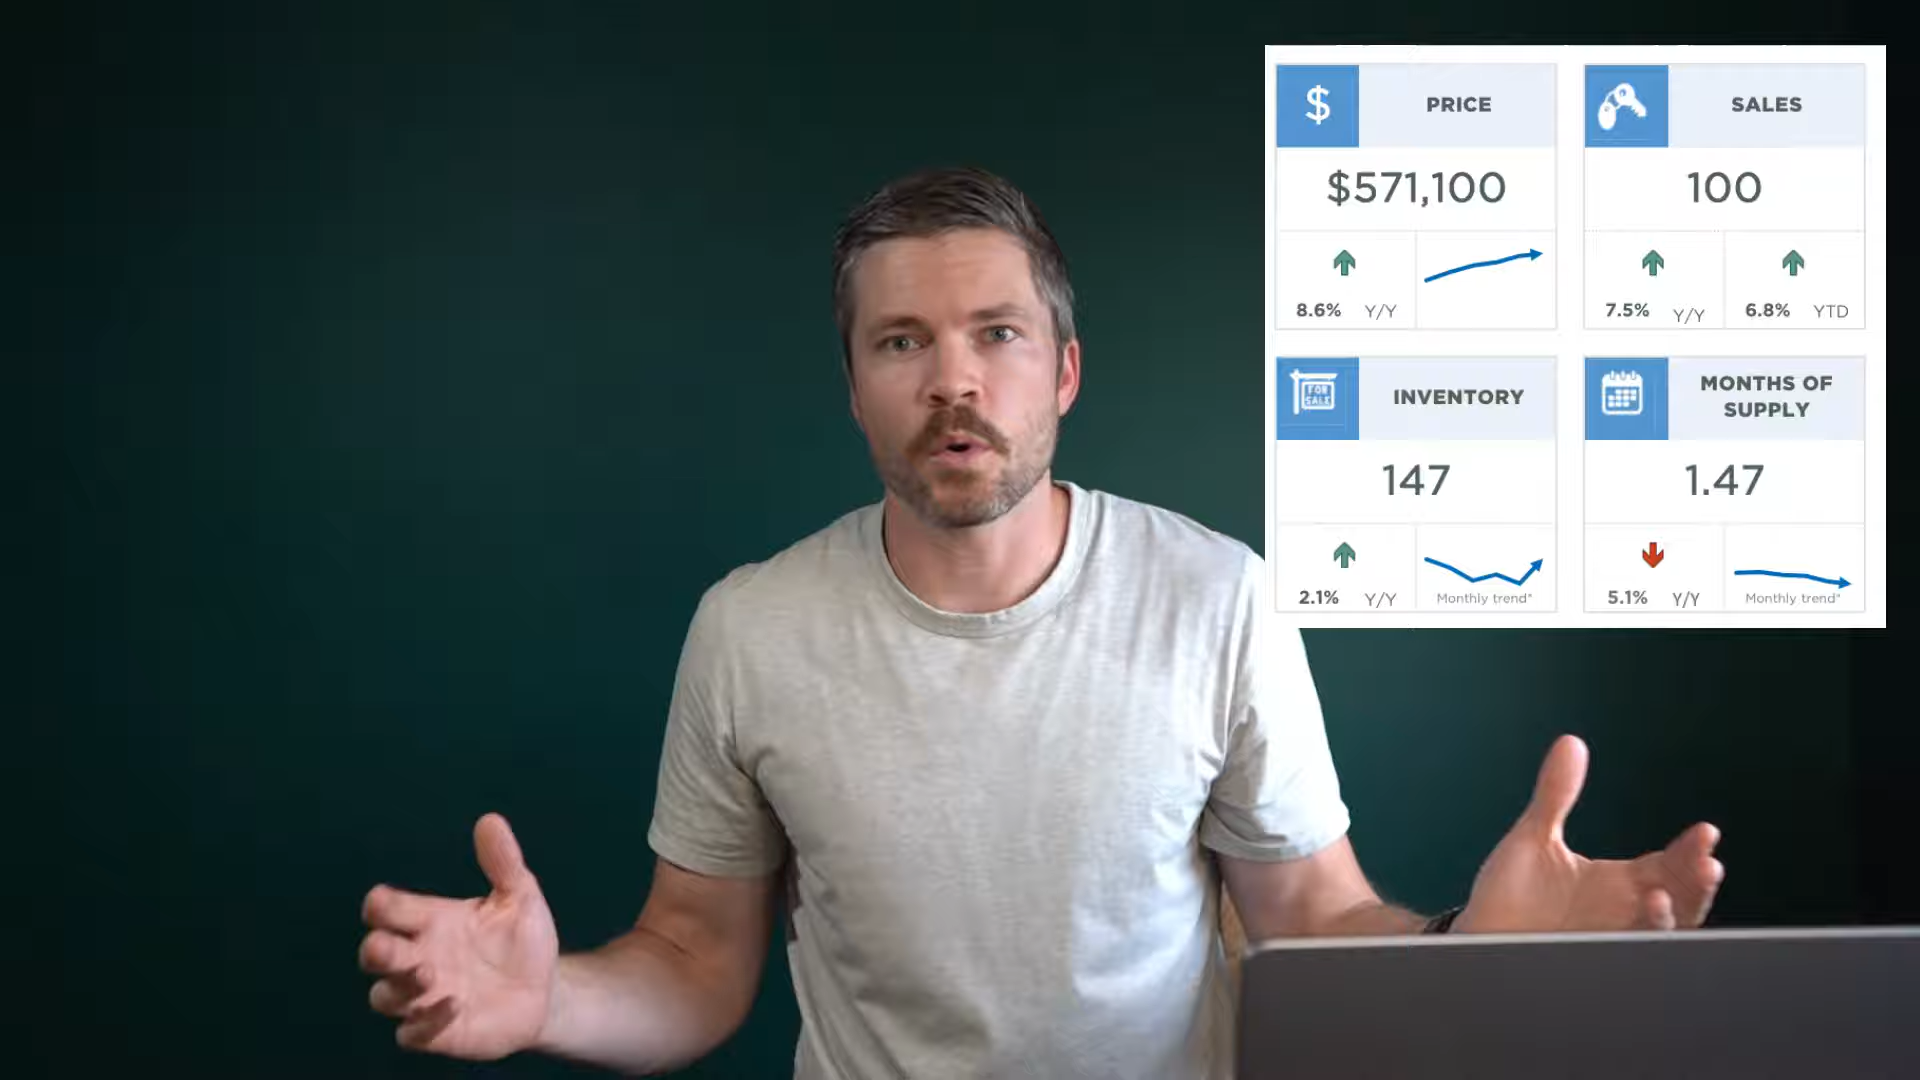 $ PRICE
$571,100
8.6% Y/Y
SALES
100
7.5% Y/Y
6.8% YTD
FOR SALE INVENTORY
147
2.1% Y/Y
Monthly trend*
MONTHS OF
SUPPLY
1.47
5.1% Y/Y
Monthly trend*